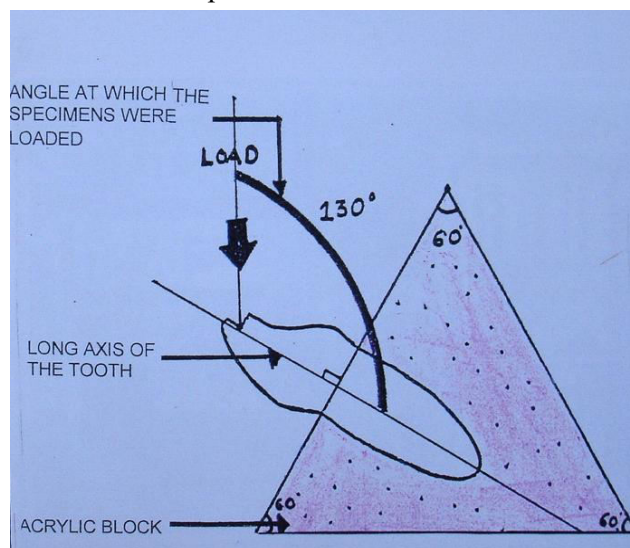 ANGLE AT WHICH THE
SPECIMENS WERE
LOADED
LOAD
130°
60°
LONG AXIS OF
THE TOOTH
60°
60°
ACRYLIC BLOCK